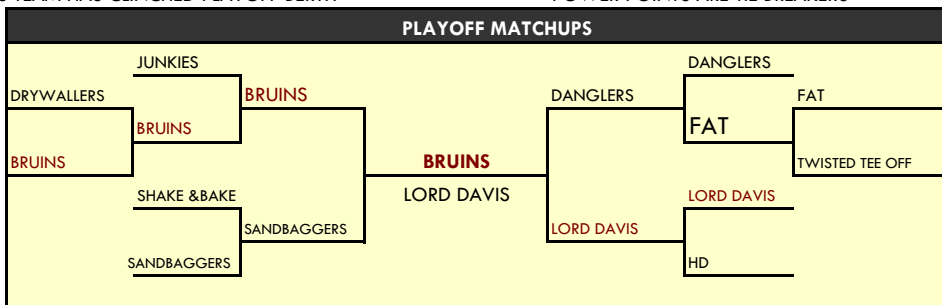 PLAYOFF MATCHUPS
JUNKIES DANGLERS
DRYWALLERS BRUINS DANGLERS FAT
BRUINS FAT
BRUINS BRUINS TWISTED TEE OFF
SHAKE &BAKE LORD DAVIS LORD DAVIS
SANDBAGGERS LORD DAVIS
SANDBAGGERS HD